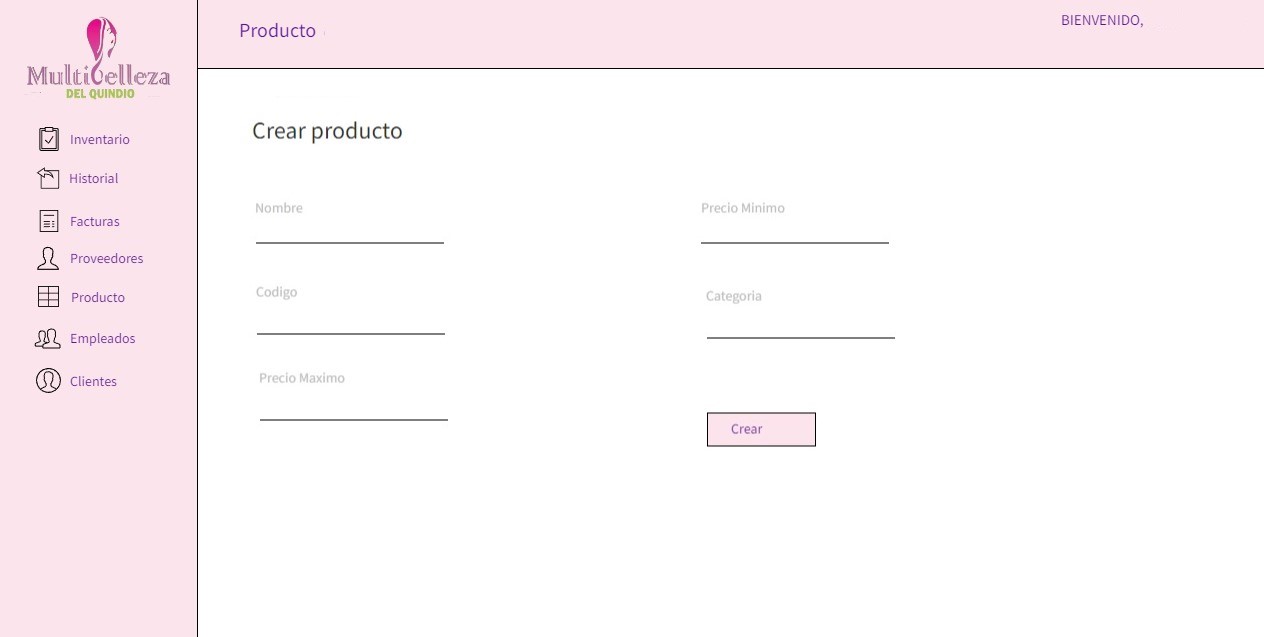 Multibelleza
DEL QUINDIO
Inventario
Historial
Facturas
Proveedores
Producto
Empleados
Clientes
Producto
BIENVENIDO,
Crear producto
Nombre
Precio Minimo
Codigo
Categoria
Precio Maximo
Crear